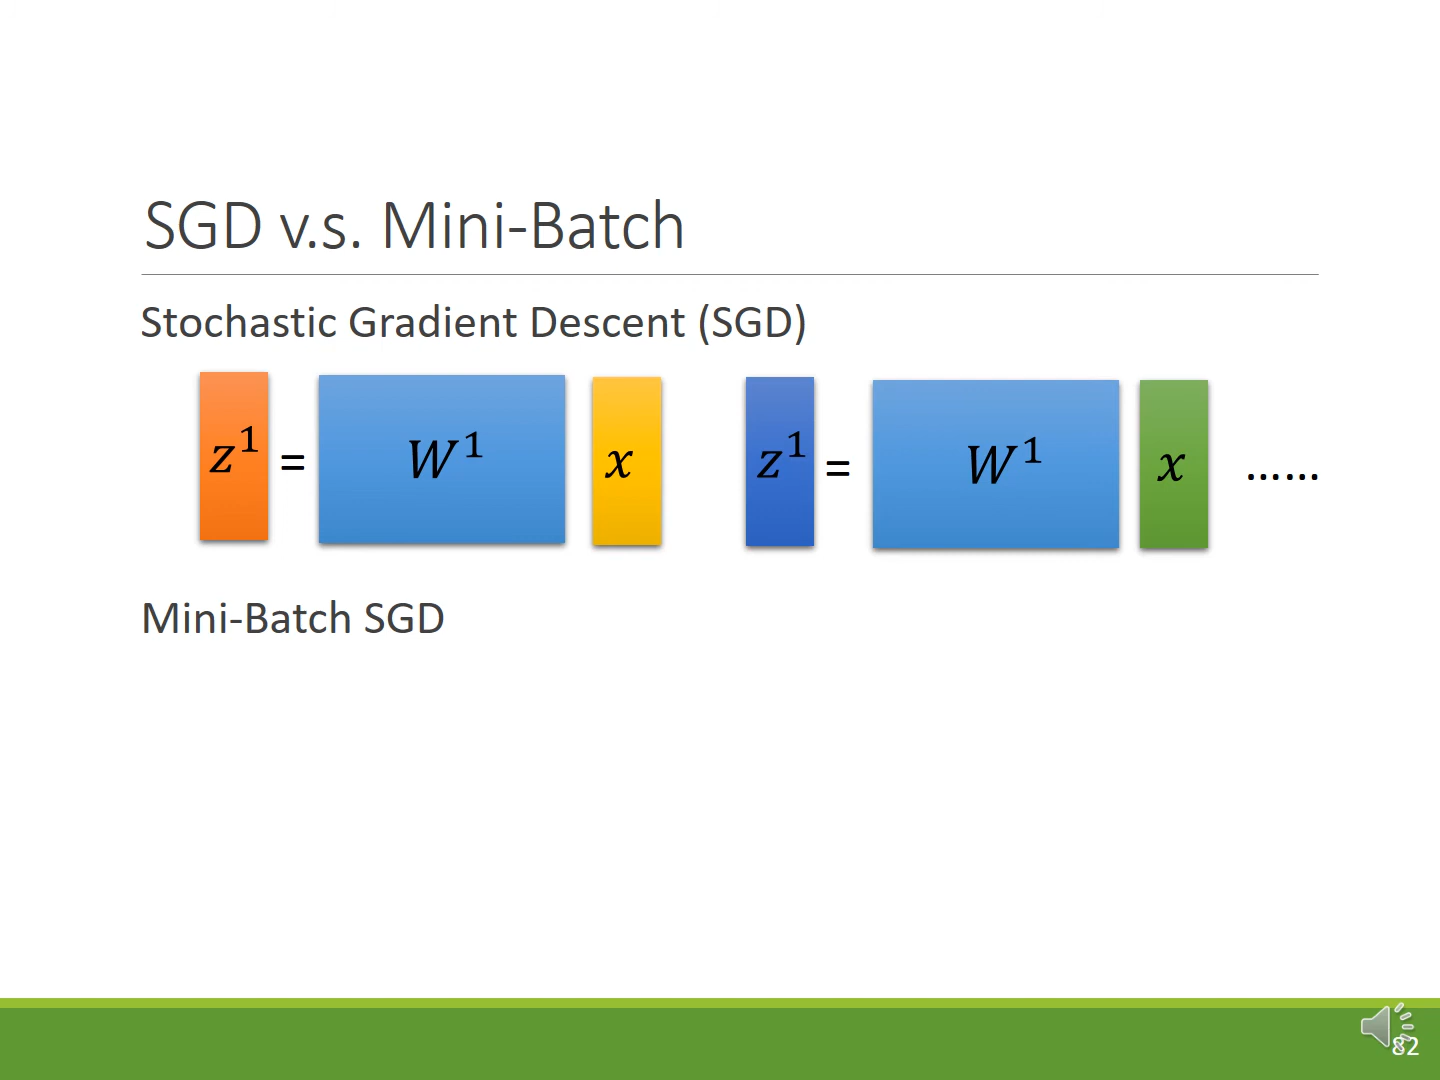 SGD v.s. Mini-Batch
Stochastic Gradient Descent (SGD)
z¹ = W¹ x z¹ = W¹ x ……
Mini-Batch SGD
82